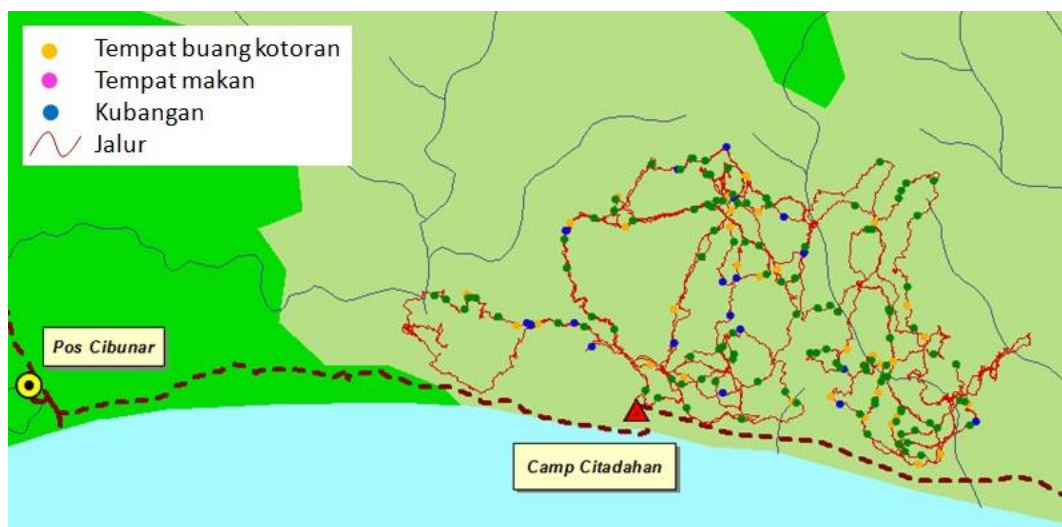 Tempat buang kotoran
Tempat makan
Kubangan
Jalur
Pos Cibunar
Camp Citadahan